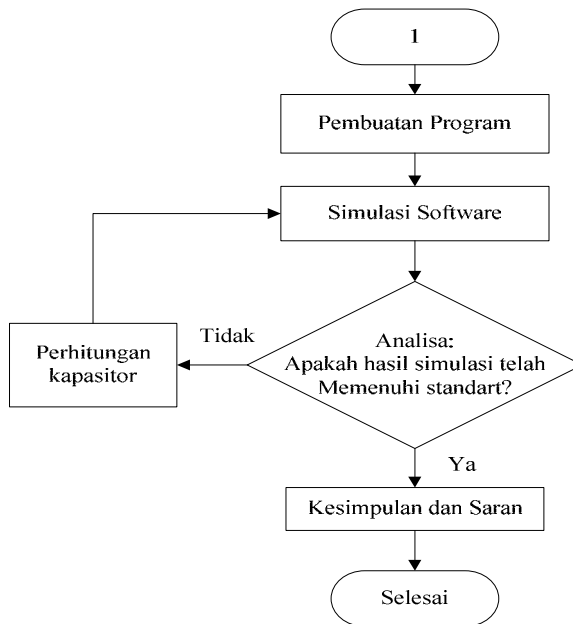 1
Pembuatan Program
Simulasi Software
Analisa:
Apakah hasil simulasi telah
Memenuhi standart?
Tidak
Perhitungan
kapasitor
Ya
Kesimpulan dan Saran
Selesai